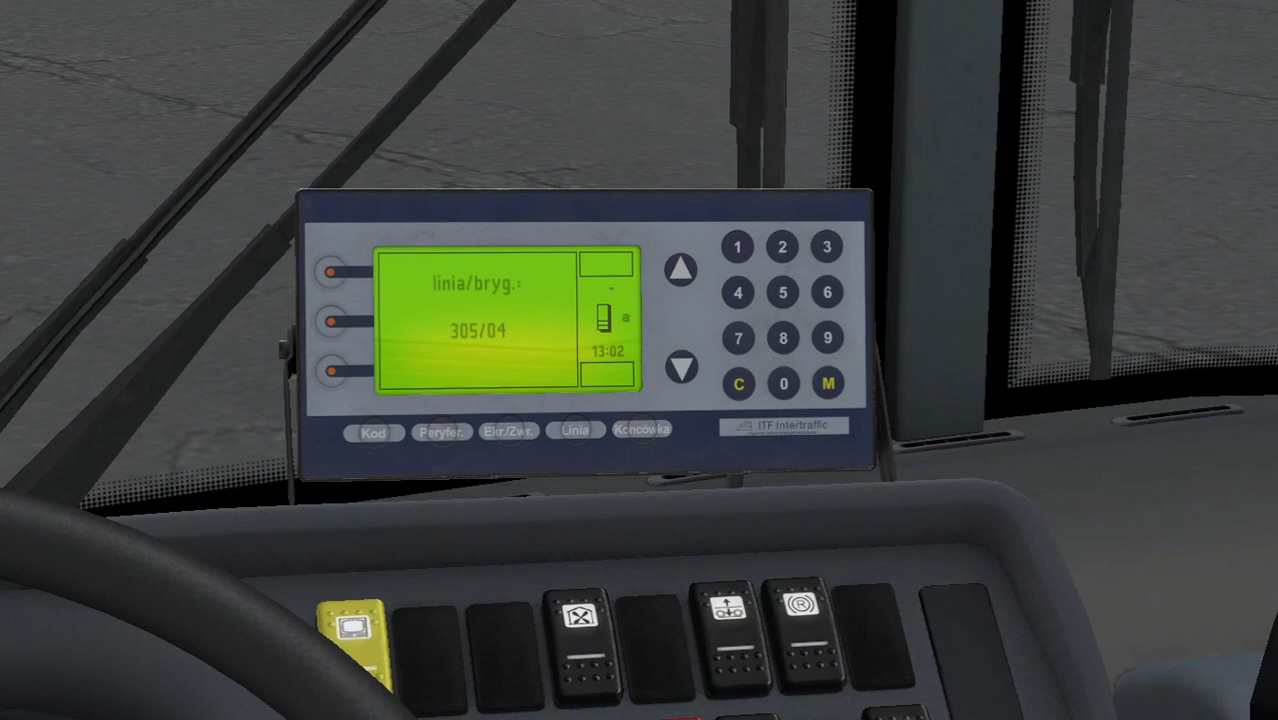 linia/bryg.:
305/04
-
a
13:02
1 2 3
4 5 6
7 8 9
C 0 M
Kod Peryfer. Ekr./Zwr. Linia Końcówka
ITF Intertraffic
R